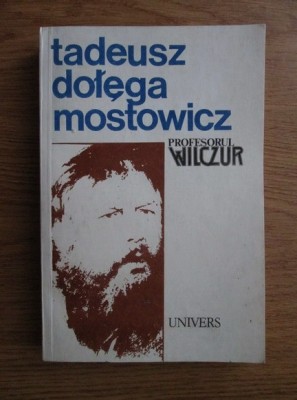 tadeusz
dołęga
mostowicz
PROFESORUL
WILCZUR
UNIVERS